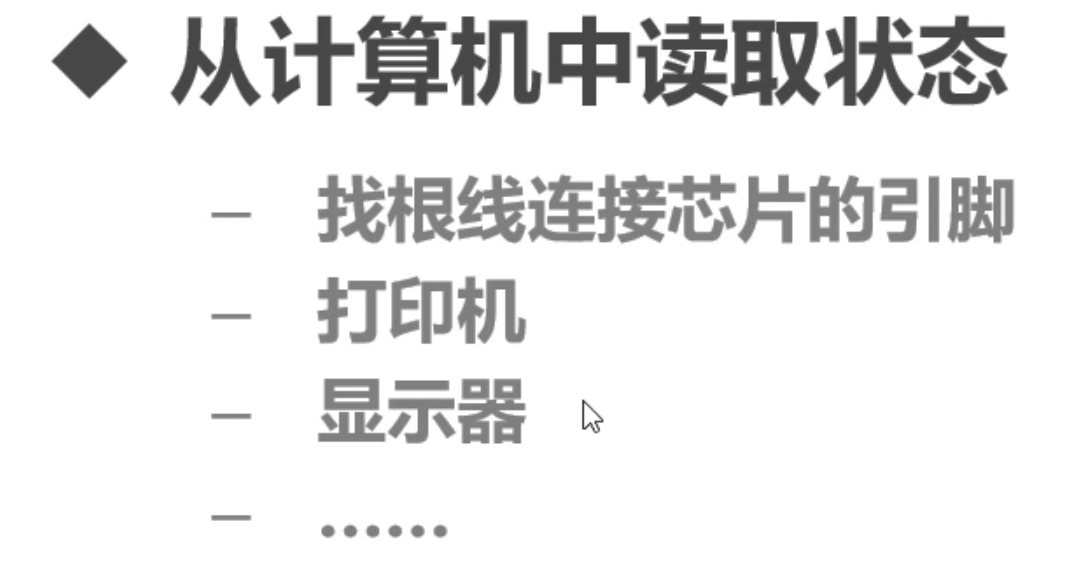 ◆ 从计算机中读取状态
— 找根线连接芯片的引脚
— 打印机
— 显示器
— ……